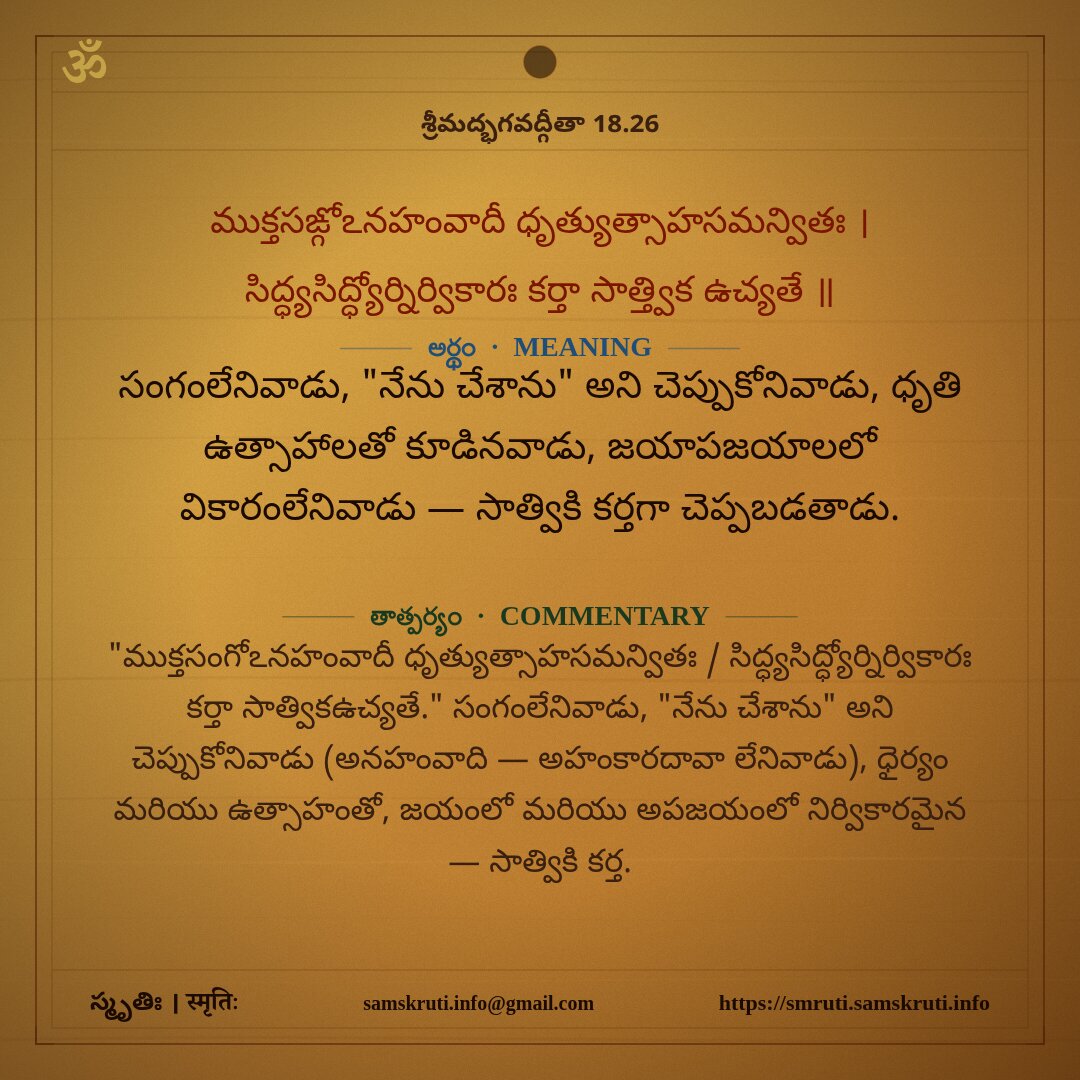 ॐ
శ్రీమద్భగవద్గీతా 18.26
ముక్తసఙ్గోఽనహంవాదీ ధృత్యుత్సాహసమన్వితః |
సిద్ధ్యసిద్ధ్యోర్నిర్వికారః కర్తా సాత్త్విక ఉచ్యతే ||
అర్థం · MEANING
సంగంలేనివాడు, "నేను చేశాను" అని చెప్పుకోనివాడు, ధృతి
ఉత్సాహాలతో కూడినవాడు, జయాపజయాలలో
వికారంలేనివాడు — సాత్వికి కర్తగా చెప్పబడతాడు.
తాత్పర్యం · COMMENTARY
"ముక్తసంగోఽనహంవాదీ ధృత్యుత్సాహసమన్వితః / సిద్ధ్యసిద్ధ్యోర్నిర్వికారః
కర్తా సాత్వికఉచ్యతే." సంగంలేనివాడు, "నేను చేశాను" అని
చెప్పుకోనివాడు (అనహంవాది — అహంకారదావా లేనివాడు), ధైర్యం
మరియు ఉత్సాహంతో, జయంలో మరియు అపజయంలో నిర్వికారమైన
— సాత్వికి కర్త.
స్మృతిః | स्मृतिः samskruti.info@gmail.com https://smruti.samskruti.info